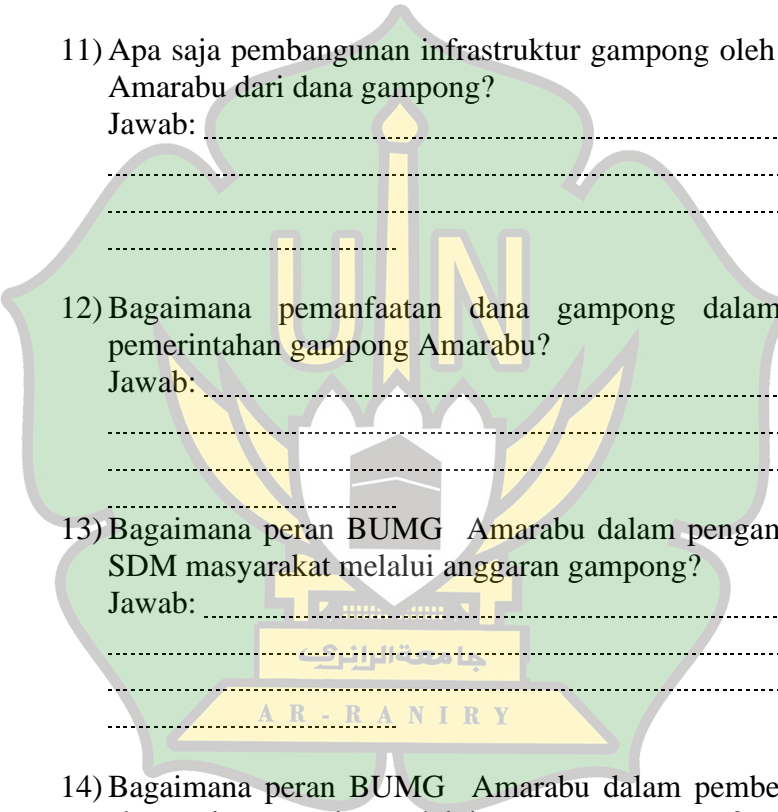 11) Apa saja pembangunan infrastruktur gampong oleh
Amarabu dari dana gampong?
Jawab:
12) Bagaimana pemanfaatan dana gampong dalam
pemerintahan gampong Amarabu?
Jawab:
13) Bagaimana peran BUMG Amarabu dalam
SDM masyarakat melalui anggaran gampong?
Jawab:
UIN
جامعة الرانري
AR-RANIRY
14) Bagaimana peran BUMG Amarabu dalam